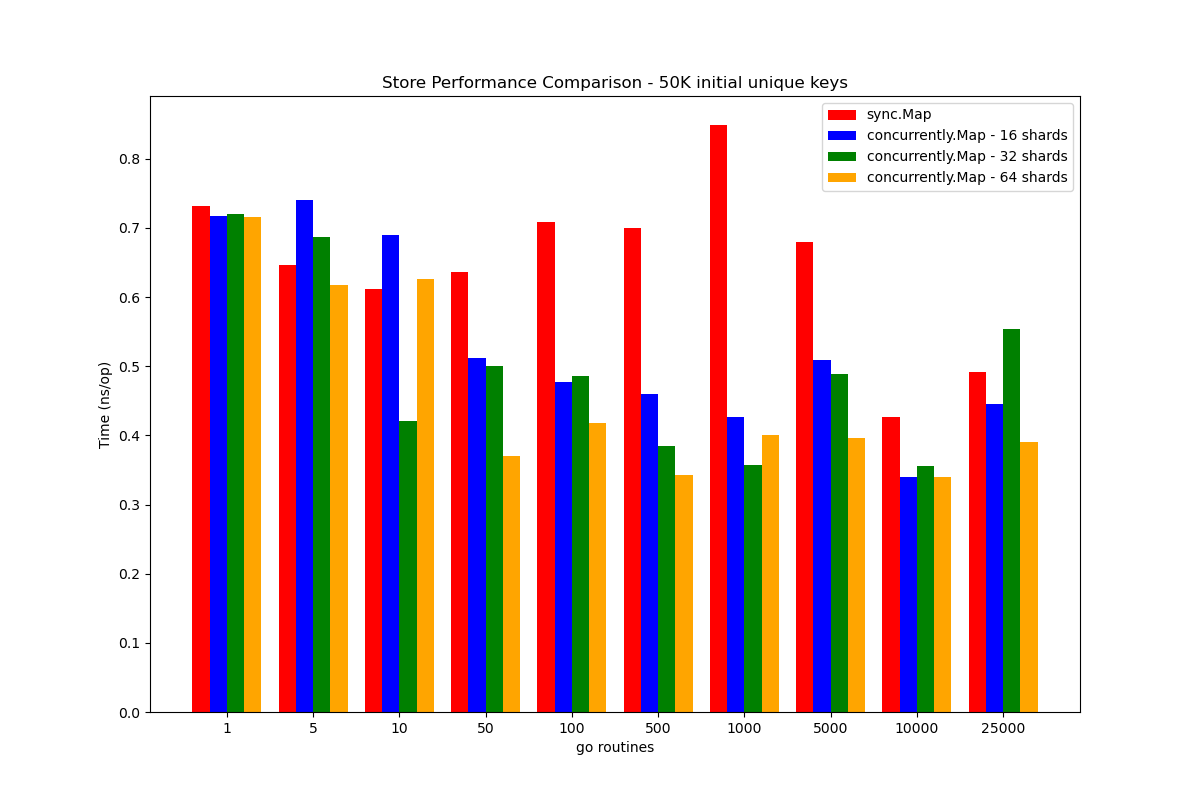 Store Performance Comparison - 50K initial unique keys
sync.Map
concurrently.Map - 16 shards
concurrently.Map - 32 shards
concurrently.Map - 64 shards
Time (ns/op)
0.8
0.7
0.6
0.5
0.4
0.3
0.2
0.1
0.0
1 5 10 50 100 500 1000 5000 10000 25000
go routines